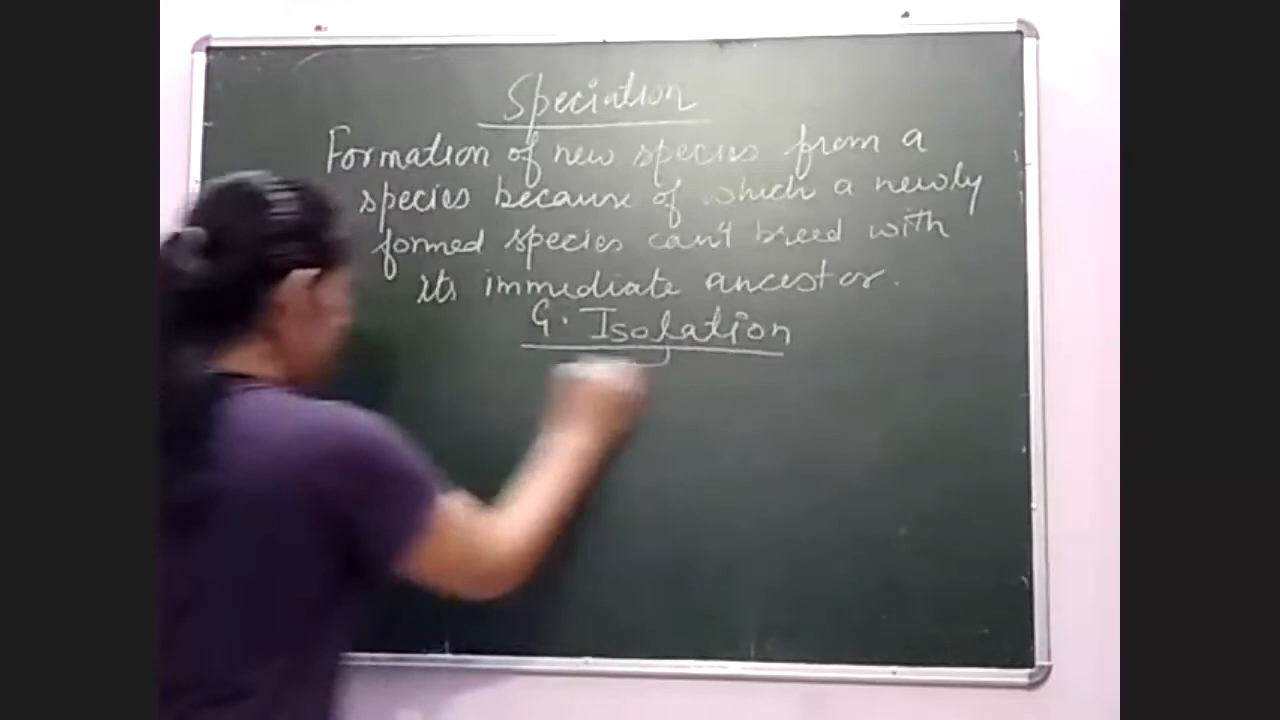 Speciation
Formation of new species from a
species because of which a newly
formed species can't breed with
its immediate ancestor.
G. Isolation